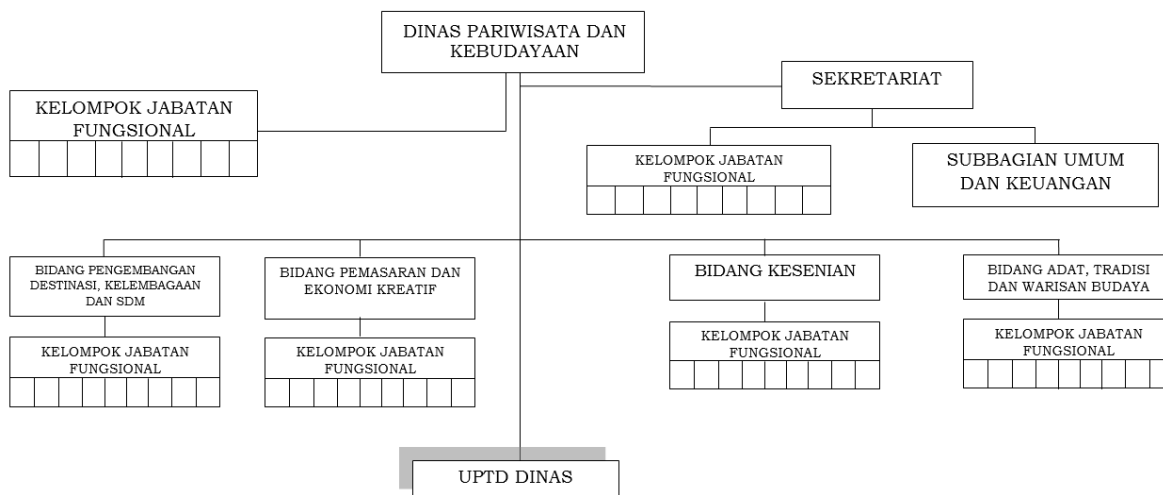 DINAS PARIWISATA DAN
KEBUDAYAAN
SEKRETARIAT
KELOMPOK JABATAN
FUNGSIONAL
KELOMPOK JABATAN
FUNGSIONAL
SUBBAGIAN UMUM
DAN KEUANGAN
BIDANG PENGEMBANGAN
DESTINASI, KELEMBAGAAN
DAN SDM
BIDANG PEMASARAN DAN
EKONOMI KREATIF
BIDANG KESENIAN
BIDANG ADAT, TRADISI
DAN WARISAN BUDAYA
KELOMPOK JABATAN
FUNGSIONAL
KELOMPOK JABATAN
FUNGSIONAL
KELOMPOK JABATAN
FUNGSIONAL
KELOMPOK JABATAN
FUNGSIONAL
UPTD DINAS